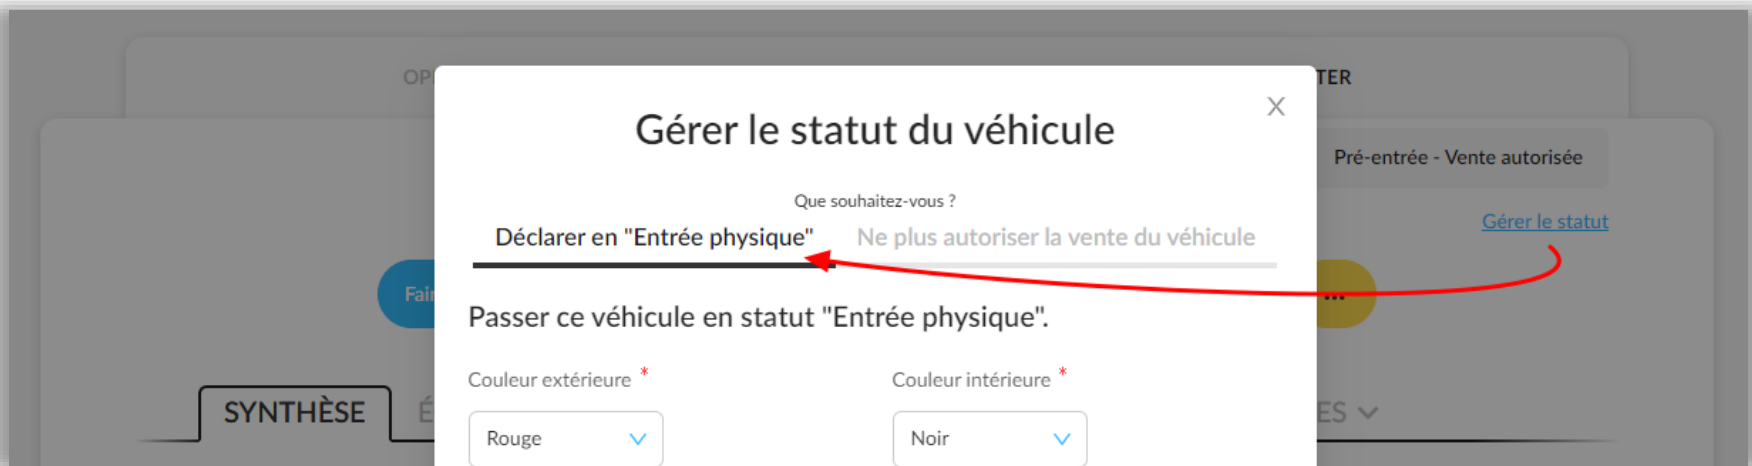 TER
Gérer le statut du véhicule
X
Pré-entrée - Vente autorisée
Que souhaitez-vous ?
Gérer le statut
Déclarer en "Entrée physique"
Ne plus autoriser la vente du véhicule
...
Passer ce véhicule en statut "Entrée physique".
Couleur extérieure *
Couleur intérieure *
SYNTHÈSE
ES
Rouge
Noir